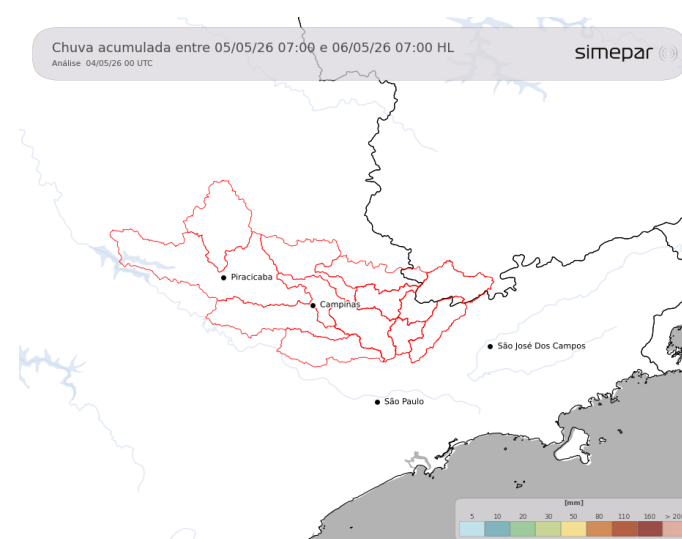 Chuva acumulada entre 05/05/26 07:00 e 06/05/26 07:00 HL
Análise 04/05/26 00 UTC
simepar
Piracicaba
Campinas
São José Dos Campos
São Paulo
[mm]
5 10 20 30 50 80 110 160 > 200